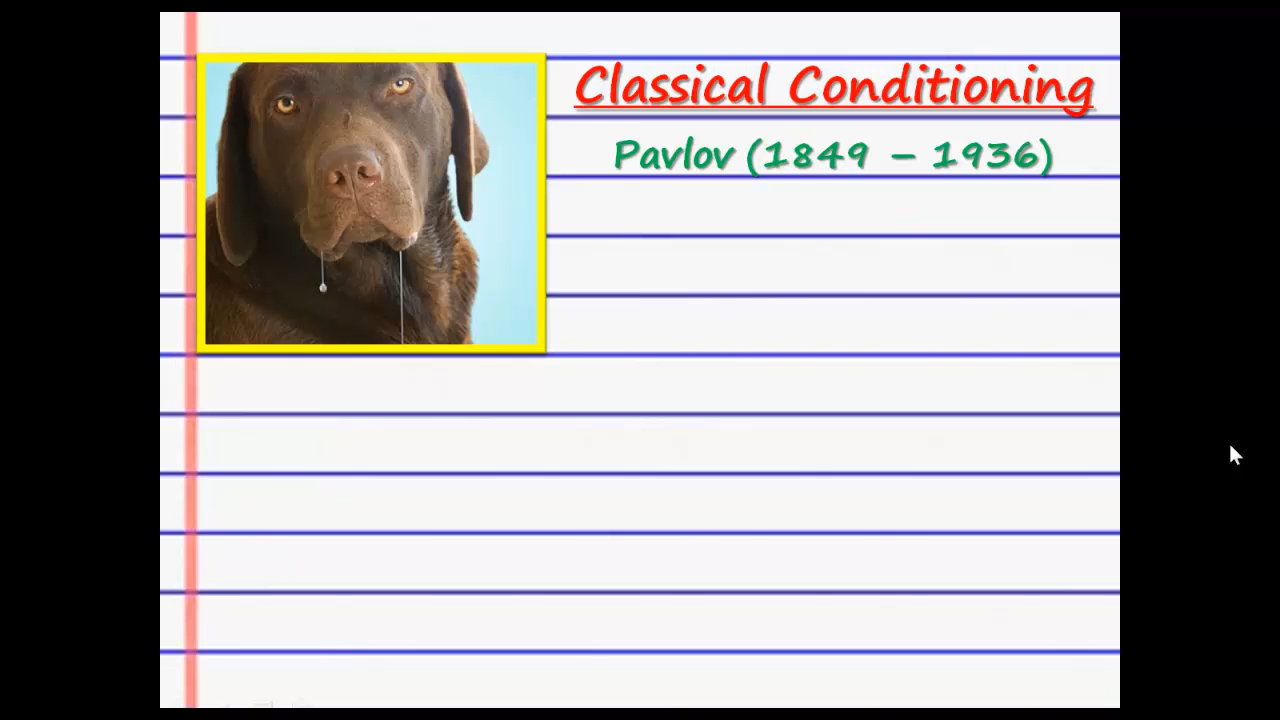 Classical Conditioning
Pavlov (1849 – 1936)